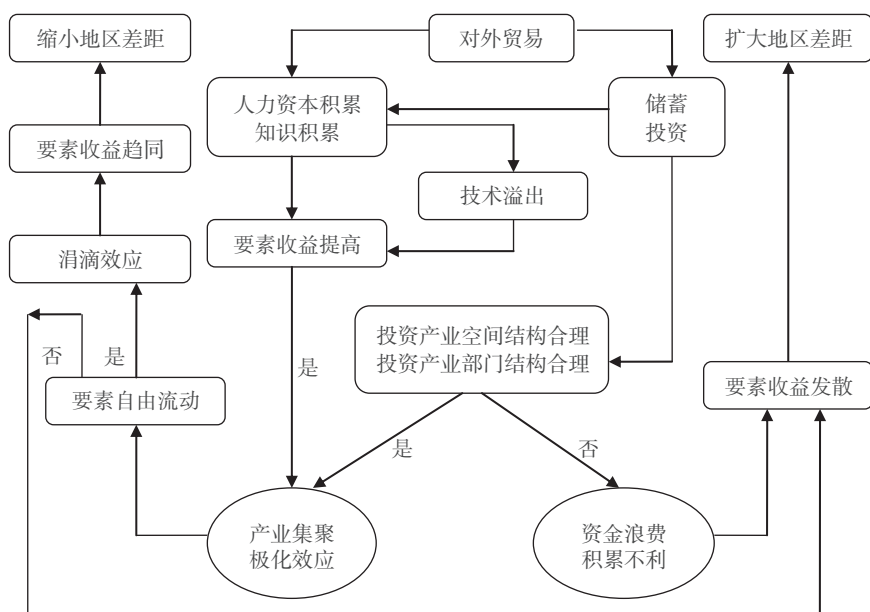 缩小地区差距
对外贸易
扩大地区差距
人力资本积累
知识积累
储蓄
投资
要素收益趋同
技术溢出
要素收益提高
涓滴效应
投资产业空间结构合理
投资产业部门结构合理
否
是
是
要素自由流动
要素收益发散
是
否
产业集聚
极化效应
资金浪费
积累不利